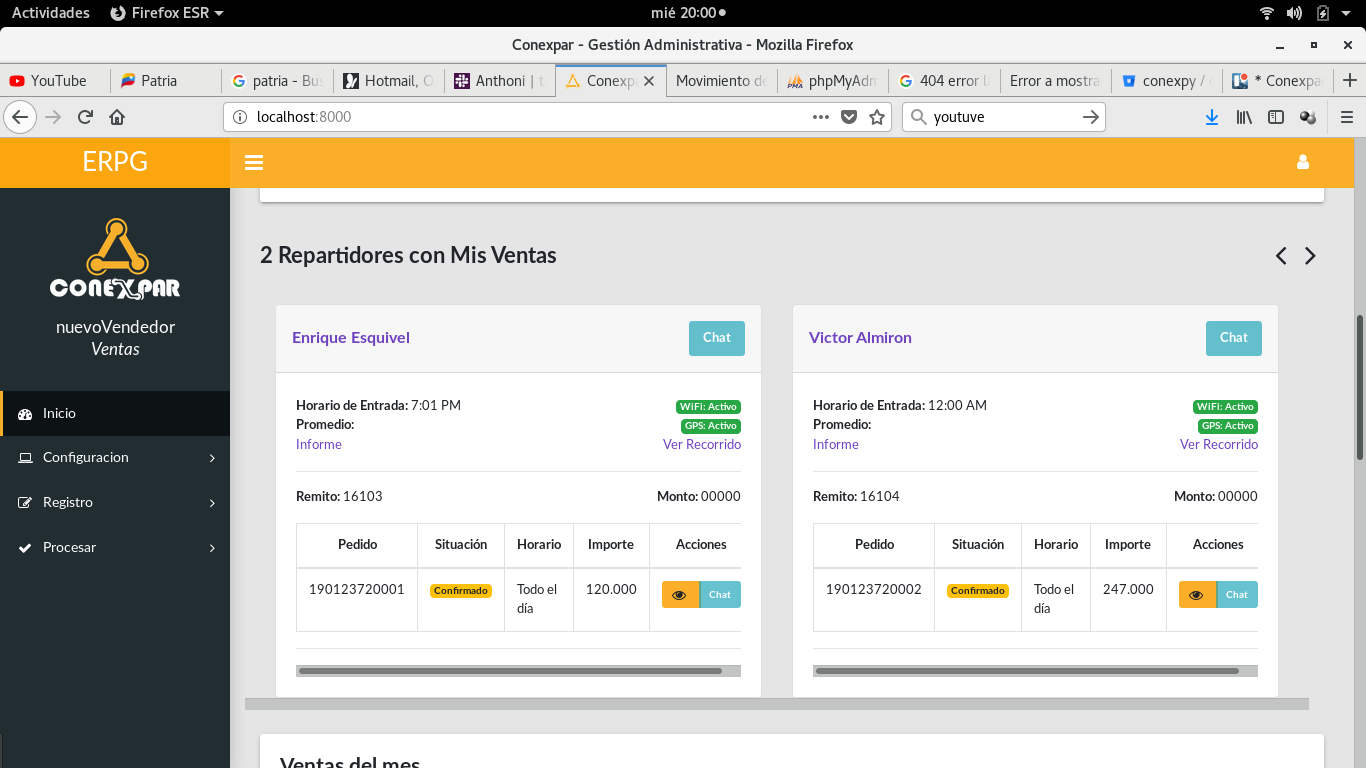 Actividades Firefox ESR mié 20:00
Conexpar - Gestión Administrativa - Mozilla Firefox
YouTube Patria patria - Bus Hotmail, O Anthoni | t Conexpa Movimiento de phpMyAdm 404 error la Error a mostra conexpy / * Conexpa
localhost:8000 youtuve
ERPG
CONEXPAR
nuevoVendedor
Ventas
Inicio
Configuracion
Registro
Procesar
2 Repartidores con Mis Ventas
Enrique Esquivel Chat
Horario de Entrada: 7:01 PM WiFi: Activo
Promedio: GPS: Activo
Informe Ver Recorrido
Remito: 16103 Monto: 00000
Pedido Situación Horario Importe Acciones
190123720001 Confirmado Todo el día 120.000 Chat
Victor Almiron Chat
Horario de Entrada: 12:00 AM WiFi: Activo
Promedio: GPS: Activo
Informe Ver Recorrido
Remito: 16104 Monto: 00000
Pedido Situación Horario Importe Acciones
190123720002 Confirmado Todo el día 247.000 Chat
Ventas del mes